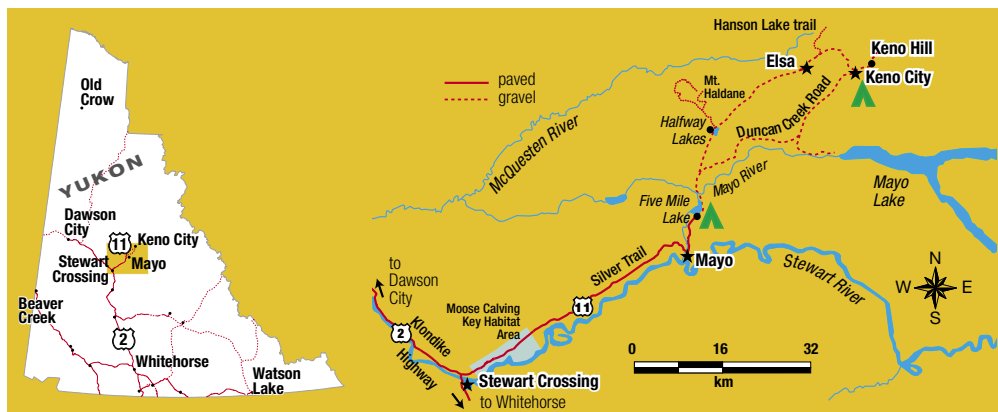 Old
Crow
YUKON
Dawson
City
11
Keno City
Mayo
Stewart
Crossing
Beaver
Creek
2
Whitehorse
Watson
Lake
paved
gravel
Hanson Lake trail
Elsa
Keno Hill
Keno City
Mt.
Haldane
Halfway
Lakes
Duncan Creek Road
McQuesten River
Mayo River
Mayo
Lake
Five Mile
Lake
Mayo
Silver Trail
11
Stewart
River
to
Dawson
City
2
Klondike
Highway
Moose Calving
Key Habitat
Area
Stewart Crossing
to Whitehorse
N
W E
S
0 16 32
km